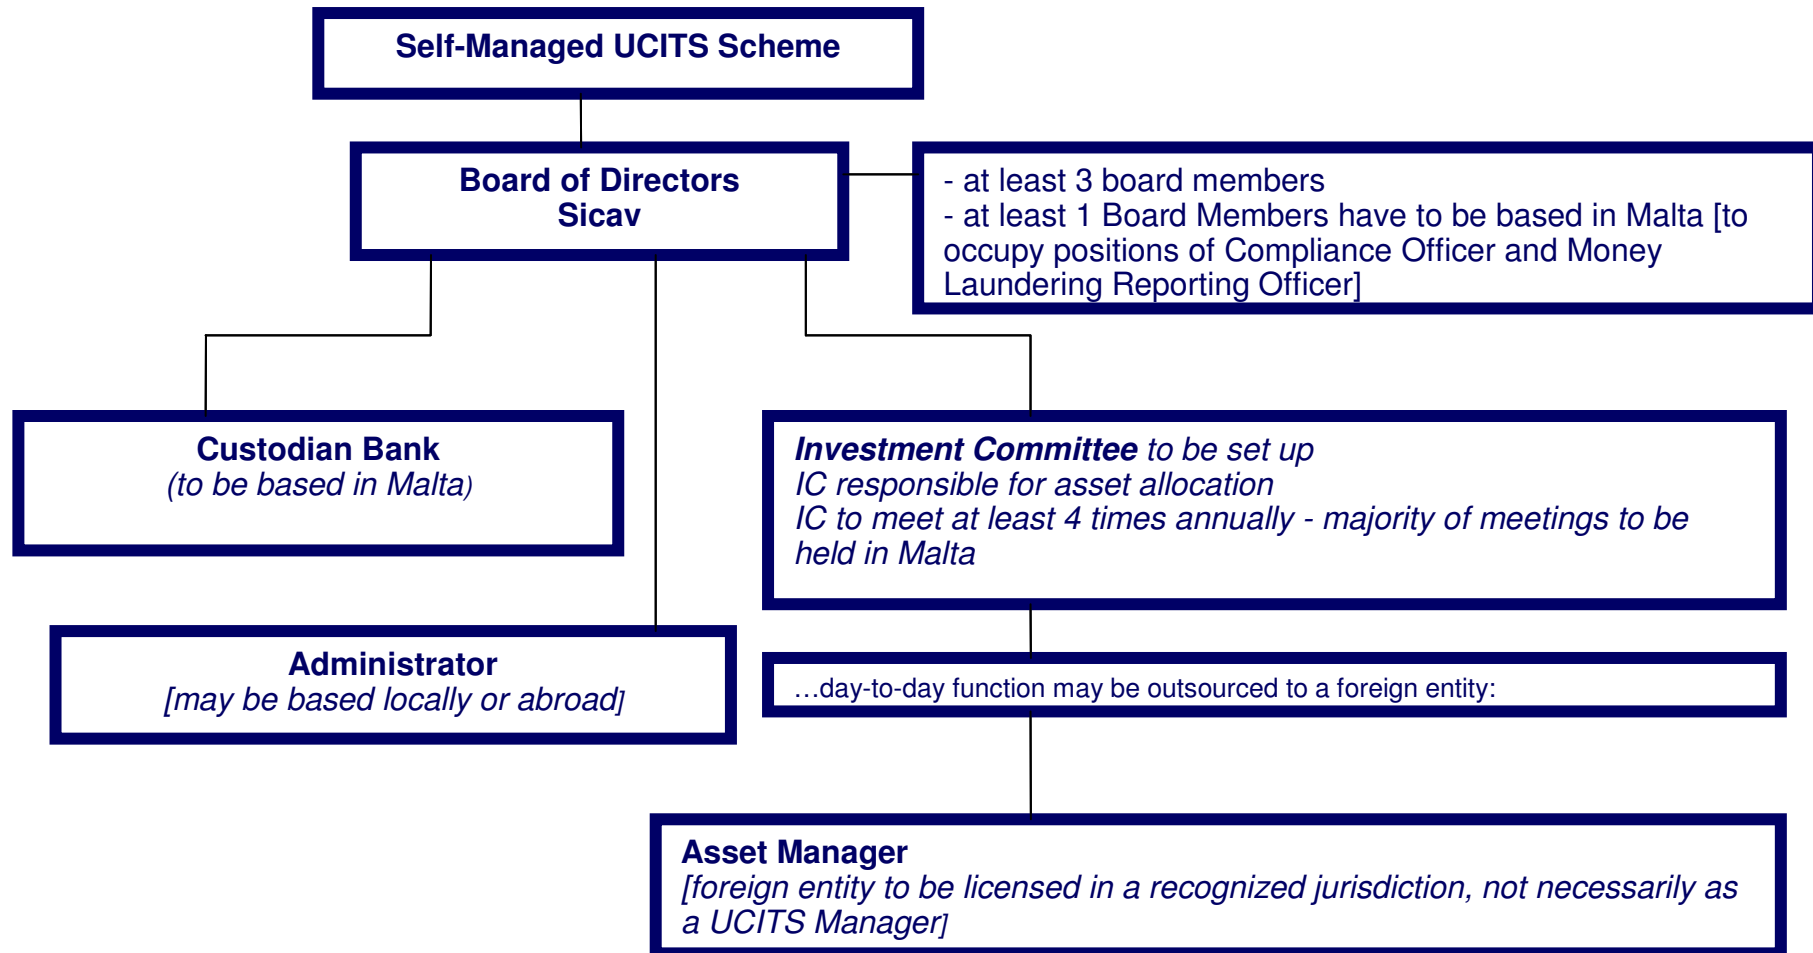 Self-Managed UCITS Scheme
Board of Directors
Sicav
- at least 3 board members
- at least 1 Board Members have to be based in Malta [to
occupy positions of Compliance Officer and Money
Laundering Reporting Officer]
Custodian Bank
(to be based in Malta)
Investment Committee to be set up
IC responsible for asset allocation
IC to meet at least 4 times annually - majority of meetings to be
held in Malta
Administrator
[may be based locally or abroad]
…day-to-day function may be outsourced to a foreign entity:
Asset Manager
[foreign entity to be licensed in a recognized jurisdiction, not necessarily as
a UCITS Manager]